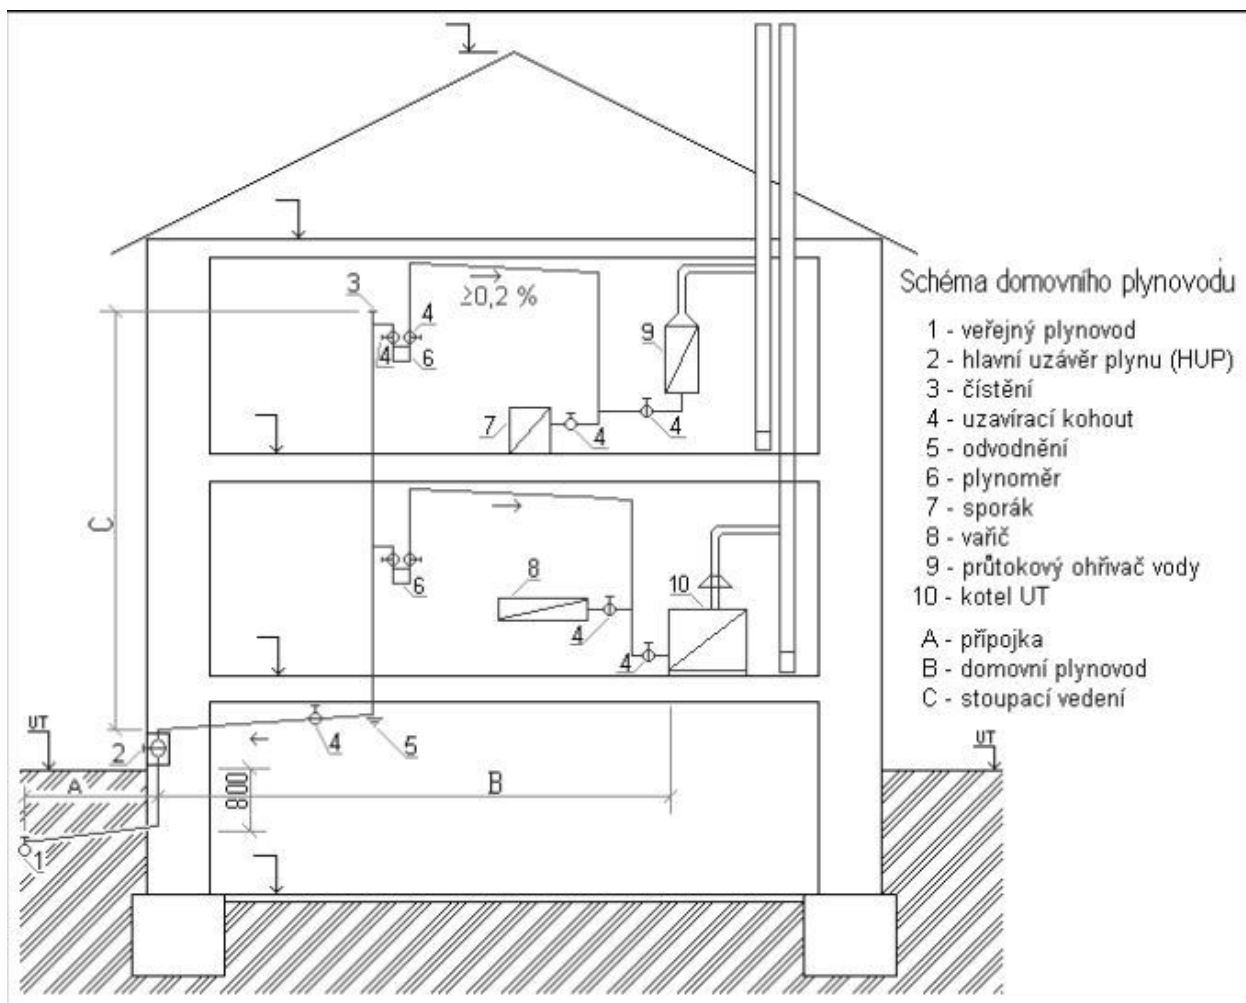 3
4
≥0,2 %
4
6
9
7
4
4
Schéma domovního plynovodu
1 - veřejný plynovod
2 - hlavní uzávěr plynu (HUP)
3 - čístění
4 - uzavírací kohout
5 - odvodnění
6 - plynoměr
7 - sporák
8 - vařič
9 - průtokový ohřívač vody
10 - kotel UT
A - přípojka
B - domovní plynovod
C - stoupací vedení
C
6
8
10
4
4
UT
2
4
5
UT
A
800
B
1